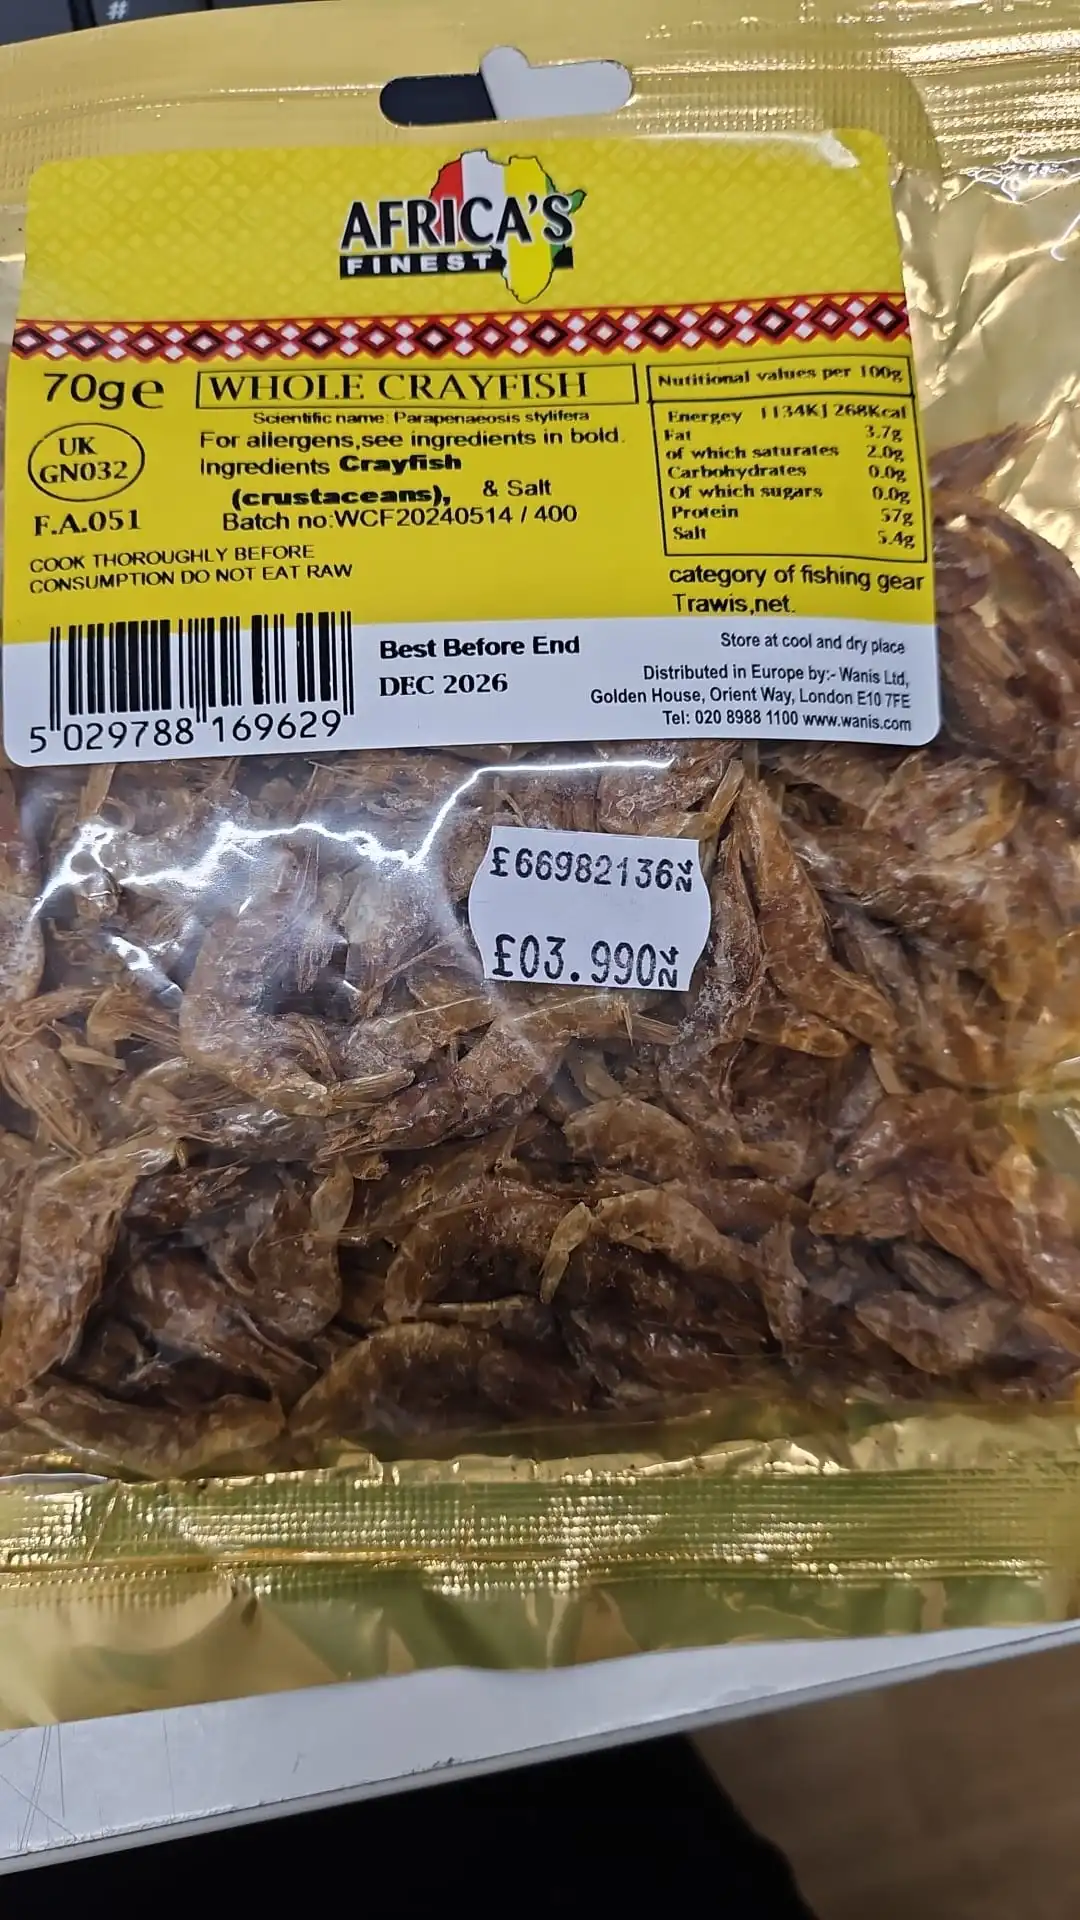 #
AFRICA'S
FINEST
70g℮
WHOLE CRAYFISH
Scientific name: Parapenaeosis stylifera
For allergens,see ingredients in bold.
Ingredients Crayfish
(crustaceans), & Salt
Batch no:WCF20240514 / 400
UK
GN032
F.A.051
COOK THOROUGHLY BEFORE
CONSUMPTION DO NOT EAT RAW
Nutitional values per 100g
Energey 1134KJ 268Kcal
Fat 3.7g
of which saturates 2.0g
Carbohydrates 0.0g
Of which sugars 0.0g
Protein 57g
Salt 5.4g
category of fishing gear
Trawis,net.
5 029788 169629
Best Before End
DEC 2026
Store at cool and dry place
Distributed in Europe by:- Wanis Ltd,
Golden House, Orient Way, London E10 7FE
Tel: 020 8988 1100 www.wanis.com
£66982136
£03.990